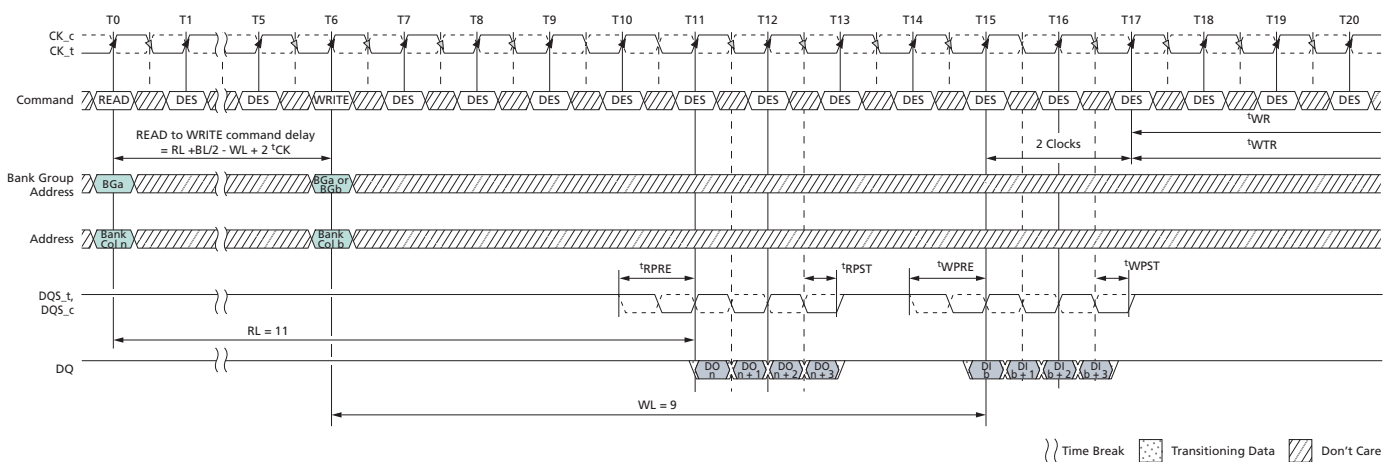 T0 T1 T5 T6 T7 T8 T9 T10 T11 T12 T13 T14 T15 T16 T17 T18 T19 T20
CK_c
CK_t
Command READ DES DES WRITE DES DES DES DES DES DES DES DES DES DES DES DES DES DES
tWR
READ to WRITE command delay
= RL +BL/2 - WL + 2 tCK
2 Clocks
tWTR
Bank Group
Address
BGa
BGa or
BGb
Address
Bank
Col n
Bank
Col b
tRPRE tRPST tWPRE tWPST
DQS_t,
DQS_c
RL = 11
DQ
DO
n
DO
n + 1
DO
n + 2
DO
n + 3
DI
b
DI
b + 1
DI
b + 2
DI
b + 3
WL = 9
Time Break Transitioning Data Don't Care